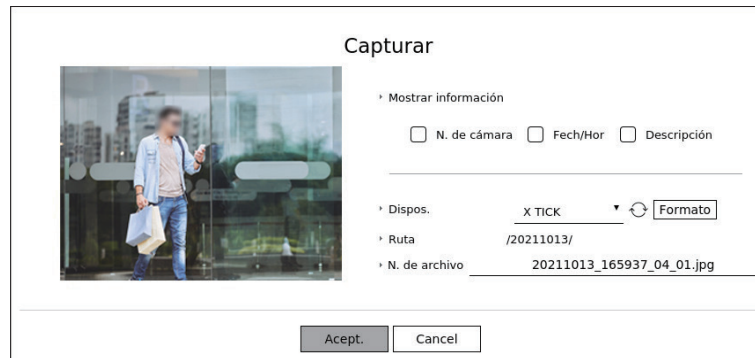 Capturar
Mostrar información
N. de cámara Fech/Hor Descripción
Dispos. X TICK Formato
Ruta /20211013/
N. de archivo 20211013_165937_04_01.jpg
Acept. Cancel